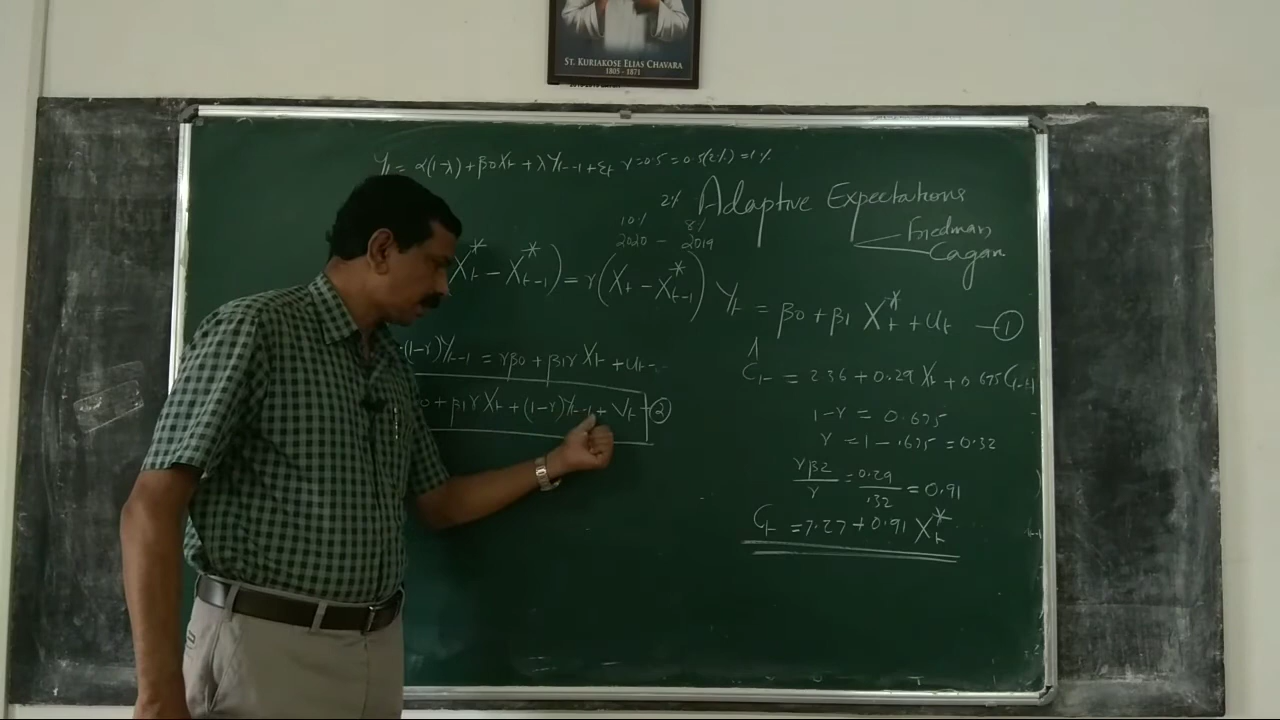 ST. KURIAKOSE ELIAS CHAVARA
1805 - 1871
Yt = α(1-λ) + β0Xt + λYt-1 + εt γ=0.5 = 0.5(2%) = 1%
2% Adaptive Expectations
Friedman
Cagan
10% 8%
2020 - 2019
Xt* - Xt-1*) = γ(Xt - Xt-1*)
Yt = β0 + β1 Xt* + Ut — ①
(1-γ)Yt-1 = γβ0 + β1γXt + Ut-
0 + β1γXt + (1-γ)Yt-1 + Vt — ②
Ĉt = 2.36 + 0.29 Xt + 0.675 Ct-1
1-γ = 0.675
γ = 1 - .675 = 0.32
γβ2/γ = 0.29/.32 = 0.91
Ct = 7.27 + 0.91 Xt*